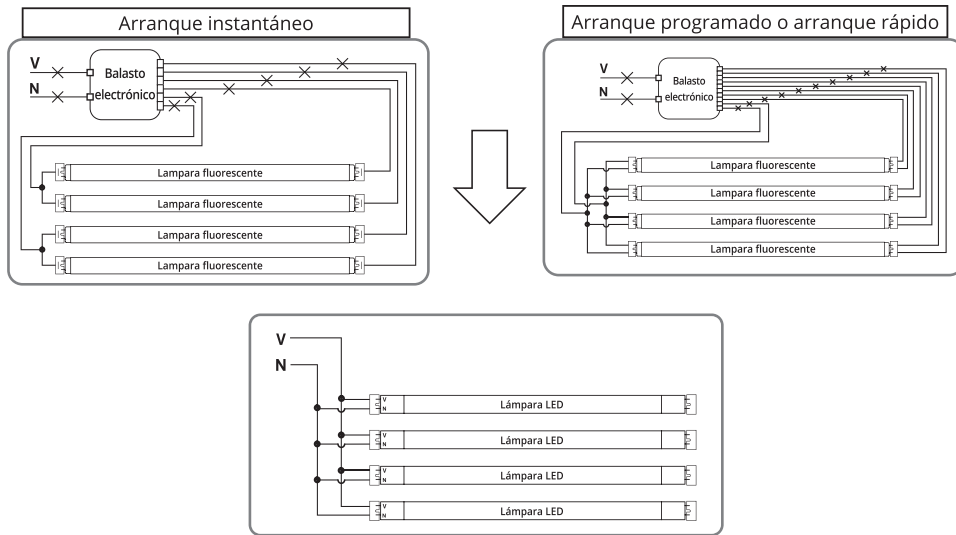 Arranque instantáneo
V
N
Balasto
electrónico
Lampara fluorescente
Lampara fluorescente
Lampara fluorescente
Lampara fluorescente
Arranque programado o arranque rápido
V
N
Balasto
electrónico
Lampara fluorescente
Lampara fluorescente
Lampara fluorescente
Lampara fluorescente
V
N
V
N
Lámpara LED
V
N
Lámpara LED
V
N
Lámpara LED
V
N
Lámpara LED